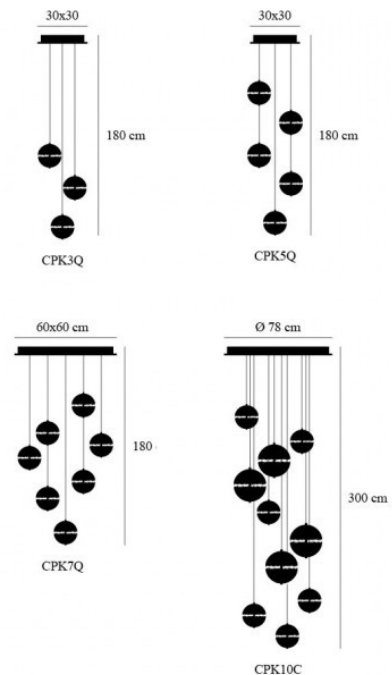 30x30
180 cm
CPK3Q
30x30
180 cm
CPK5Q
60x60 cm
180
CPK7Q
Ø 78 cm
300 cm
CPK10C